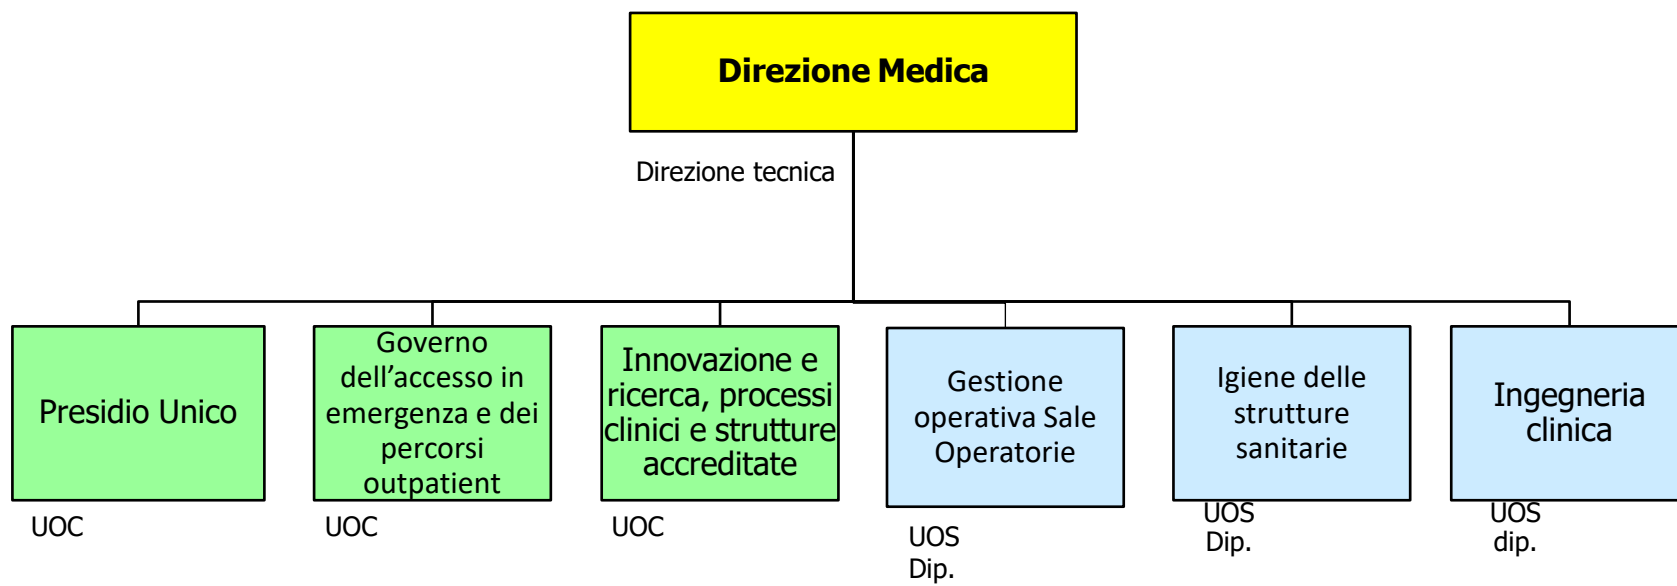 Direzione Medica
Direzione tecnica
Presidio Unico
UOC
Governo
dell’accesso in
emergenza e dei
percorsi
outpatient
UOC
Innovazione e
ricerca, processi
clinici e strutture
accreditate
UOC
Gestione
operativa Sale
Operatorie
UOS
Dip.
Igiene delle
strutture
sanitarie
UOS
Dip.
Ingegneria
clinica
UOS
dip.